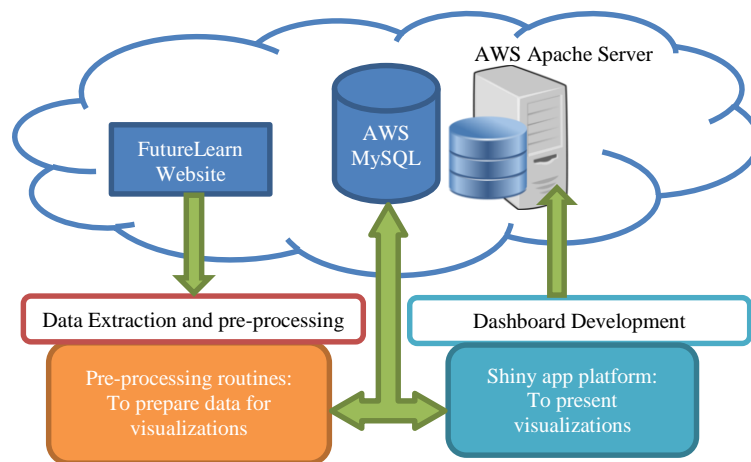 AWS Apache Server
AWS
MySQL
FutureLearn
Website
Data Extraction and pre-processing
Dashboard Development
Pre-processing routines:
To prepare data for
visualizations
Shiny app platform:
To present
visualizations